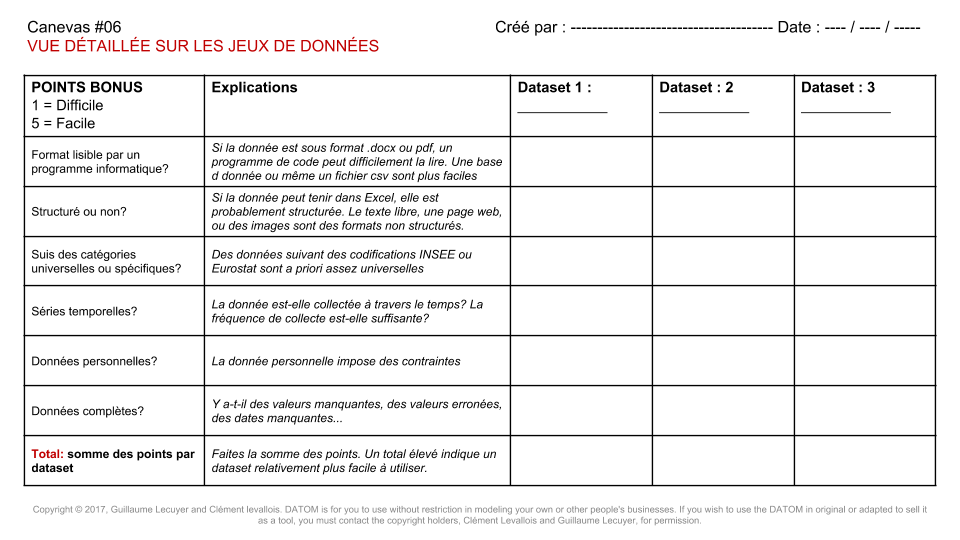 Canevas #06
Créé par : -------------------------------------- Date : ---- / ---- / -----
VUE DÉTAILLÉE SUR LES JEUX DE DONNÉES
POINTS BONUS
1 = Difficile
5 = Facile
Explications
Dataset 1 :
_____________
Dataset : 2
_____________
Dataset : 3
_____________
Format lisible par un
programme informatique?
Si la donnée est sous format .docx ou pdf, un
programme de code peut difficilement la lire. Une base
d donnée ou même un fichier csv sont plus faciles
Structuré ou non?
Si la donnée peut tenir dans Excel, elle est
probablement structurée. Le texte libre, une page web,
ou des images sont des formats non structurés.
Suis des catégories
universelles ou spécifiques?
Des données suivant des codifications INSEE ou
Eurostat sont a priori assez universelles
Séries temporelles?
La donnée est-elle collectée à travers le temps? La
fréquence de collecte est-elle suffisante?
Données personnelles?
La donnée personnelle impose des contraintes
Données complètes?
Y a-t-il des valeurs manquantes, des valeurs erronées,
des dates manquantes...
Total: somme des points par
dataset
Faites la somme des points. Un total élevé indique un
dataset relativement plus facile à utiliser.
Copyright © 2017, Guillaume Lecuyer and Clément levallois. DATOM is for you to use without restriction in modeling your own or other people's businesses. If you wish to use the DATOM in original or adapted to sell it
as a tool, you must contact the copyright holders, Clément Levallois and Guillaume Lecuyer, for permission.